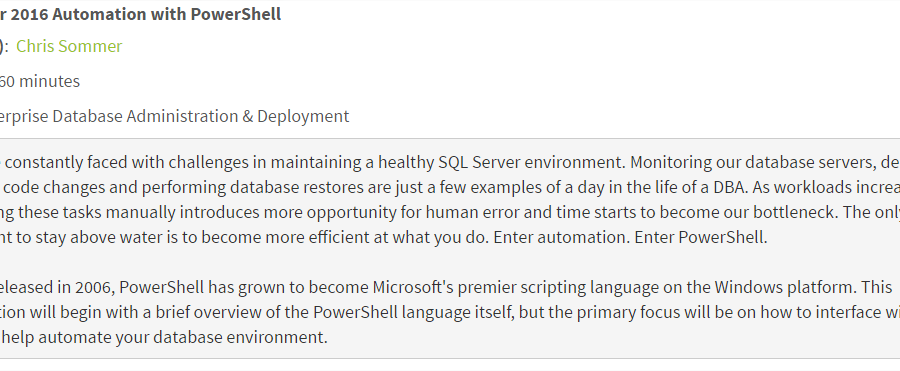 r 2016 Automation with PowerShell
): Chris Sommer
60 minutes
erprise Database Administration & Deployment
constantly faced with challenges in maintaining a healthy SQL Server environment. Monitoring our database servers, de
code changes and performing database restores are just a few examples of a day in the life of a DBA. As workloads increa
ng these tasks manually introduces more opportunity for human error and time starts to become our bottleneck. The onl
nt to stay above water is to become more efficient at what you do. Enter automation. Enter PowerShell.
eleased in 2006, PowerShell has grown to become Microsoft's premier scripting language on the Windows platform. This
tion will begin with a brief overview of the PowerShell language itself, but the primary focus will be on how to interface wi
help automate your database environment.